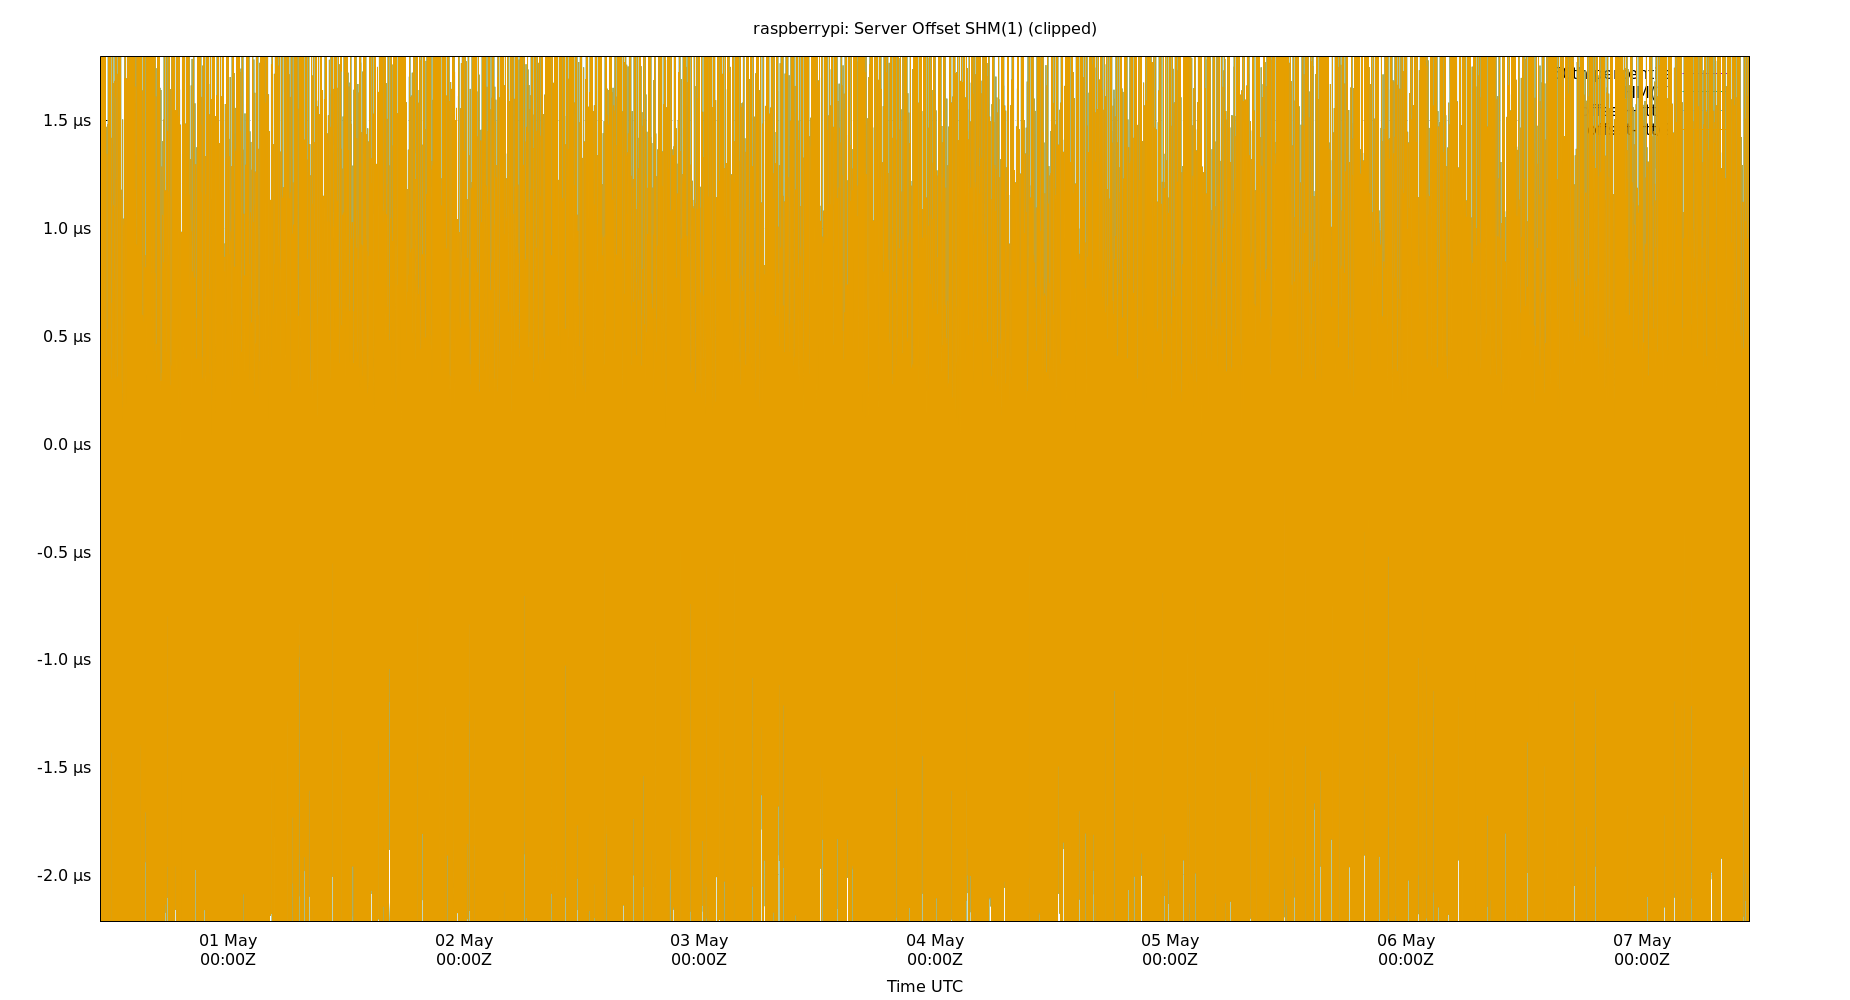 raspberrypi: Server Offset SHM(1) (clipped)
1.5 µs
1.0 µs
0.5 µs
0.0 µs
-0.5 µs
-1.0 µs
-1.5 µs
-2.0 µs
01 May 02 May 03 May 04 May 05 May 06 May 07 May
00:00Z 00:00Z 00:00Z 00:00Z 00:00Z 00:00Z 00:00Z
Time UTC